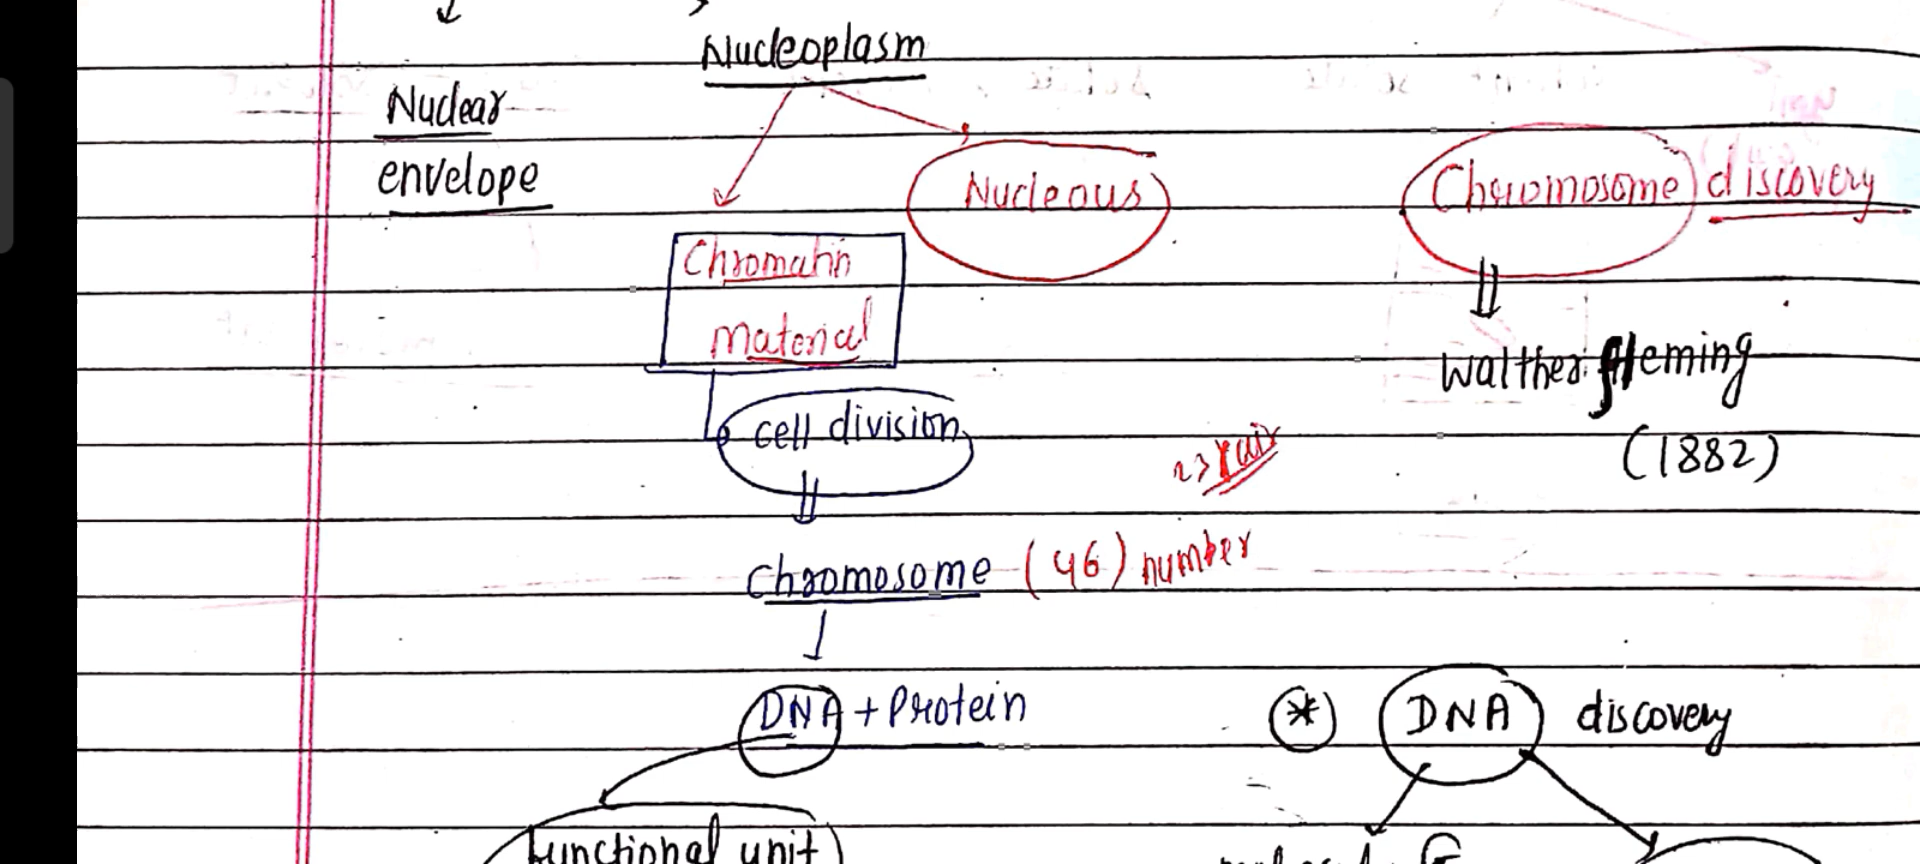 Nucleoplasm
Nuclear
envelope
Nucleous
Chromosome discovery
Chromatin
material
walther fleming
cell division
(1882)
23 pair
chromosome (46) number
DNA + Protein
* DNA discovery
functional unit